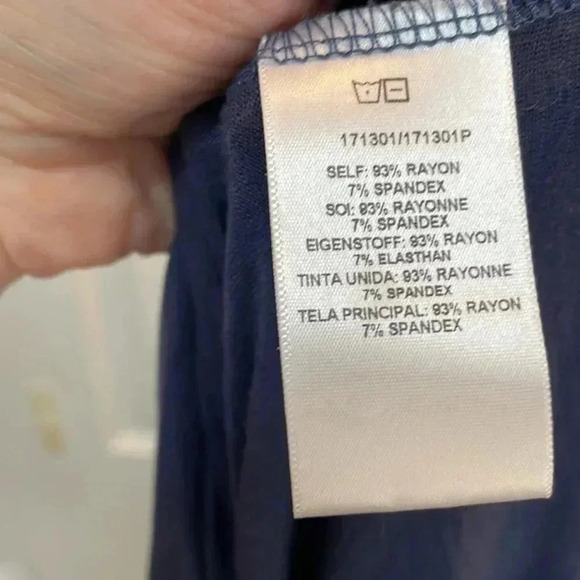 171301/171301P
SELF: 93% RAYON
7% SPANDEX
SOI: 93% RAYONNE
7% SPANDEX
EIGENSTOFF: 93% RAYON
7% ELASTHAN
TINTA UNIDA: 93% RAYONNE
7% SPANDEX
TELA PRINCIPAL: 93% RAYON
7% SPANDEX